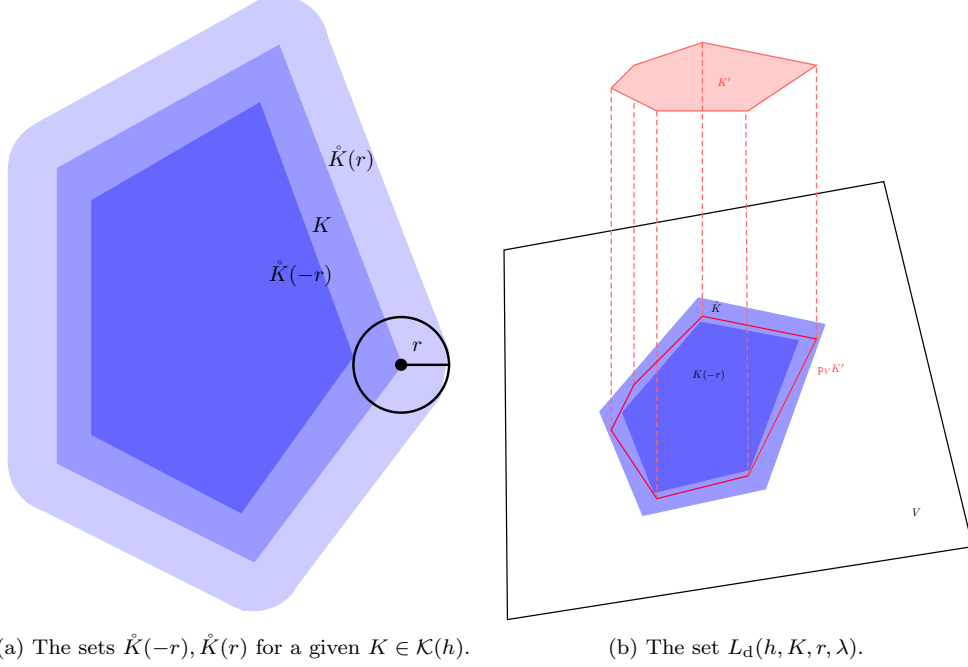 K̊(r)
K
K̊(-r)
r
K′
K̊
K(-r)
p_V K′
V
(a) The sets K̊(−r), K̊(r) for a given K ∈ 𝒦(h).
(b) The set L_d(h, K, r, λ).